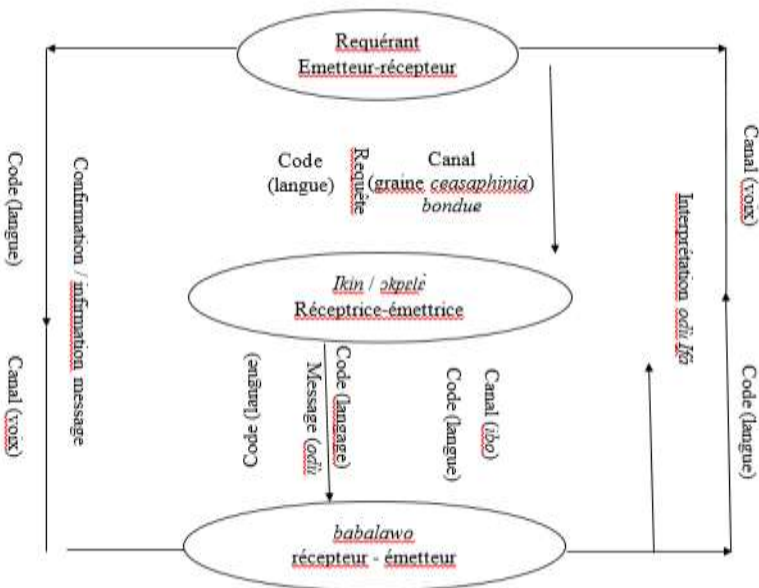 Requérant
Emetteur-récepteur
Code
(langue)
Requête
Canal
(graine ceasaphinia)
bondue
Code (langue)
Canal (voix)
Confirmation / infirmation message
Ikin / ɔkpelɛ̀
Réceptrice-émettrice
Interprétation odù Ifá
Canal (voix)
Code (langue)
Code (langue)
Message (odù
Code (langage)
Canal (ibo)
Code (langue)
babalawo
récepteur - émetteur